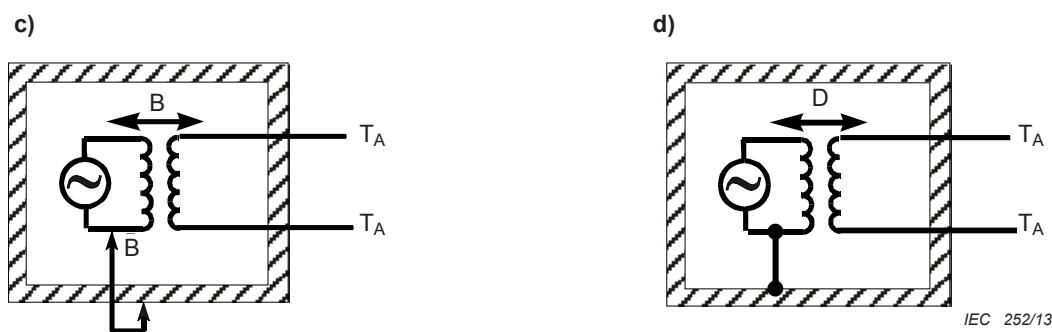 c)
d)
B
T_A
T_A
B
D
T_A
T_A
IEC 252/13